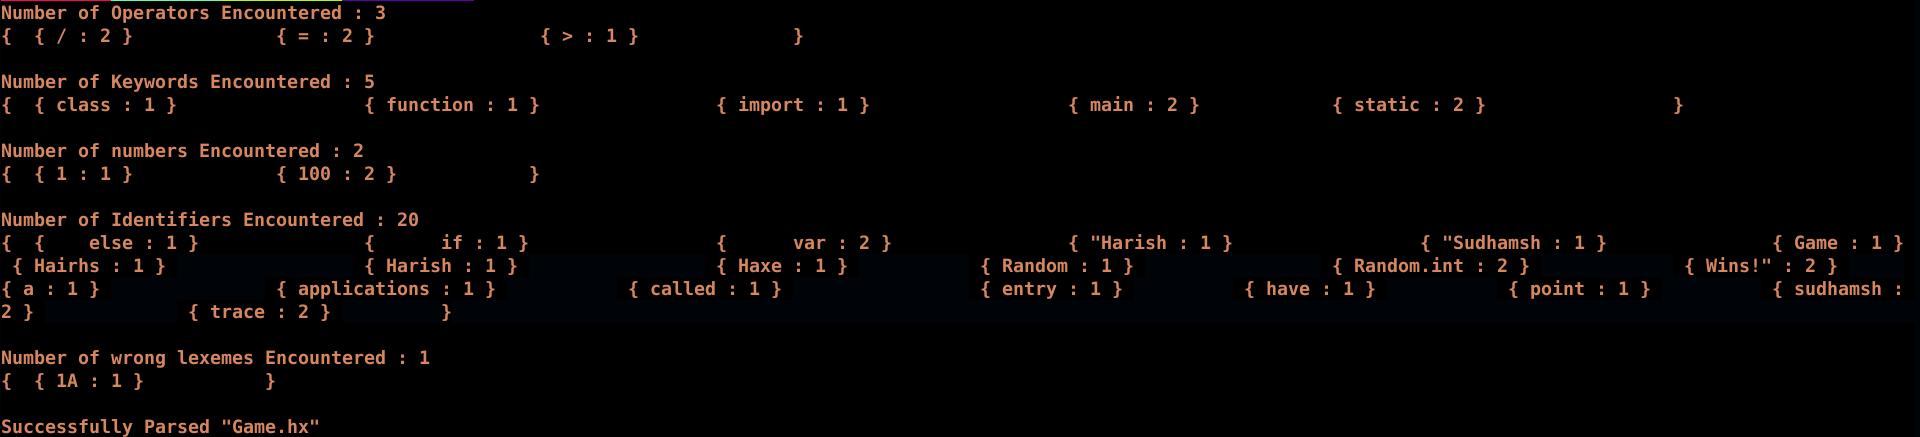 Number of Operators Encountered : 3
{  { / : 2 }             { = : 2 }               { > : 1 }              }
Number of Keywords Encountered : 5
{  { class : 1 }                 { function : 1 }                { import : 1 }                  { main : 2 }            { static : 2 }                 }
Number of numbers Encountered : 2
{  { 1 : 1 }             { 100 : 2 }            }
Number of Identifiers Encountered : 20
{  {    else : 1 }               {      if : 1 }                 {      var : 2 }                { "Harish : 1 }                 { "Sudhamsh : 1 }               { Game : 1 }
 { Hairhs : 1 }                  { Harish : 1 }                  { Haxe : 1 }            { Random : 1 }                  { Random.int : 2 }              { Wins!" : 2 }
{ a : 1 }                { applications : 1 }            { called : 1 }                  { entry : 1 }           { have : 1 }            { point : 1 }           { sudhamsh :
2 }              { trace : 2 }          }
Number of wrong lexemes Encountered : 1
{  { 1A : 1 }           }
Successfully Parsed "Game.hx"